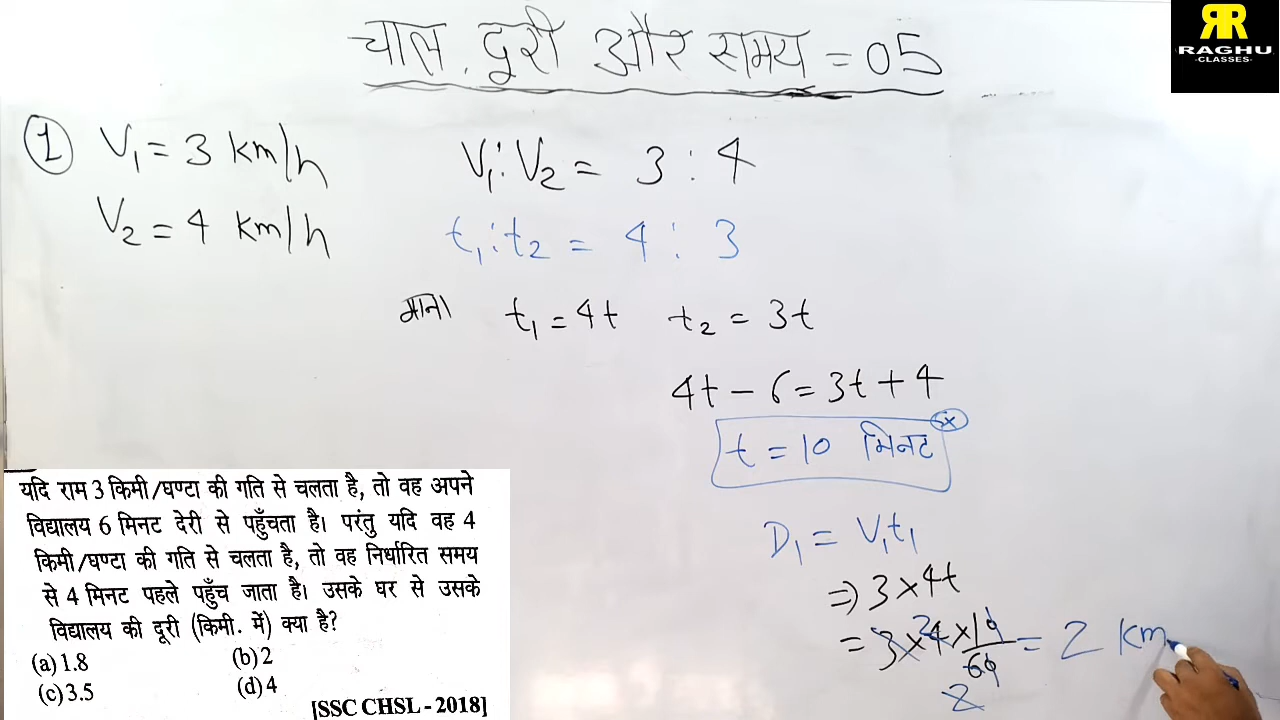 चाल, दूरी और समय = 05
RR
RAGHU
-CLASSES-
① V₁ = 3 km/h
V₂ = 4 km/h
V₁ : V₂ = 3 : 4
t₁ : t₂ = 4 : 3
माना t₁ = 4t t₂ = 3t
4t - 6 = 3t + 4
t = 10 मिनट
D₁ = V₁t₁
⇒ 3 × 4t
= 3 × 4 × 10/60 = 2 km
यदि राम 3 किमी/घण्टा की गति से चलता है, तो वह अपने
विद्यालय 6 मिनट देरी से पहुँचता है। परंतु यदि वह 4
किमी/घण्टा की गति से चलता है, तो वह निर्धारित समय
से 4 मिनट पहले पहुँच जाता है। उसके घर से उसके
विद्यालय की दूरी (किमी. में) क्या है?
(a) 1.8 (b) 2
(c) 3.5 (d) 4
[SSC CHSL - 2018]